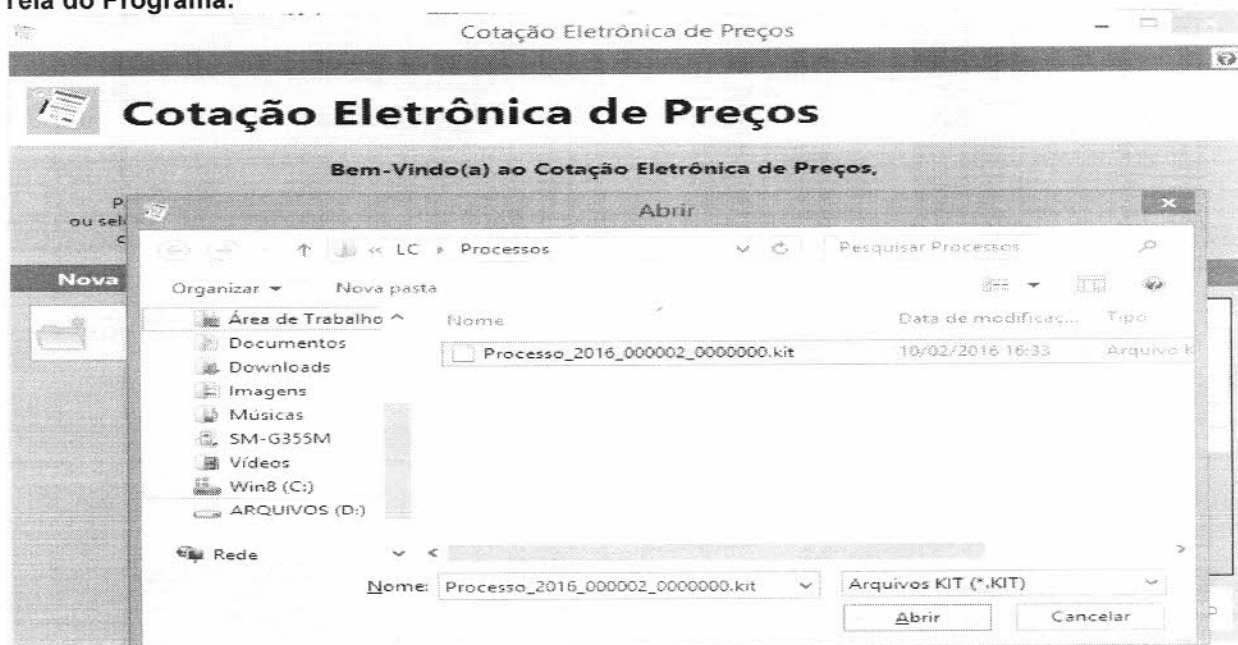 Tela do Programa:
Cotação Eletrônica de Preços
Cotação Eletrônica de Preços
Bem-Vindo(a) ao Cotação Eletrônica de Preços,
P
ou sel
c
Abrir
« LC Processos
Pesquisar Processos
Nova
Organizar Nova pasta
Área de Trabalho
Nome Data de modificaç... Tipo
Documentos
Processo_2016_000002_0000000.kit 10/02/2016 16:33 Arquivo K
Downloads
Imagens
Músicas
SM-G355M
Vídeos
Win8 (C:)
ARQUIVOS (D:)
Rede
Nome: Processo_2016_000002_0000000.kit Arquivos KIT (*.KIT)
Abrir Cancelar